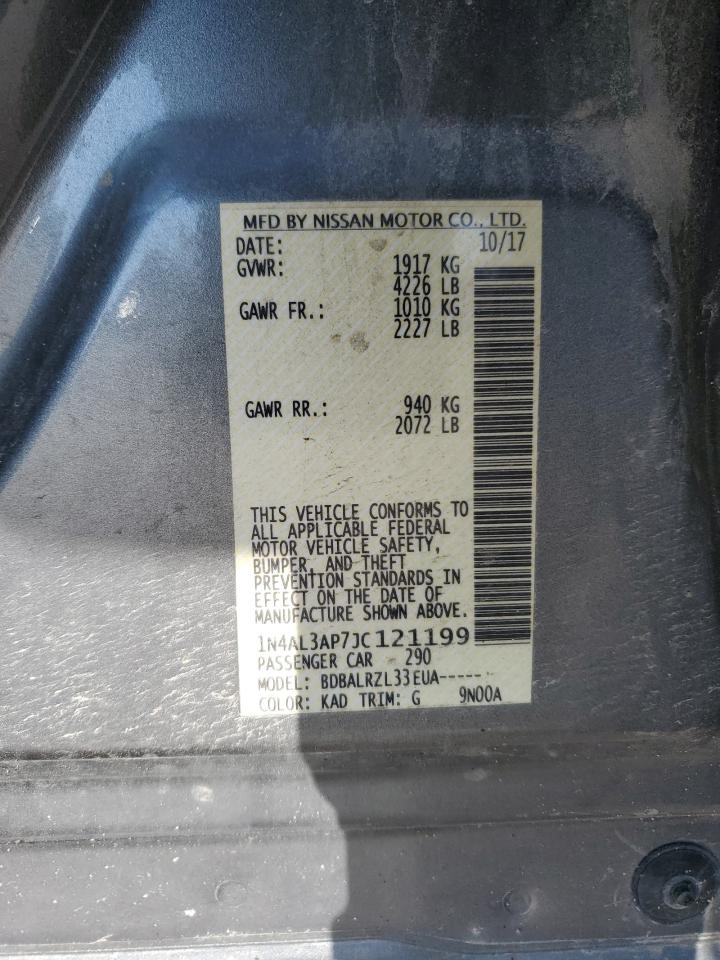 MFD BY NISSAN MOTOR CO., LTD.
DATE: 10/17
GVWR: 1917 KG
4226 LB
GAWR FR.: 1010 KG
2227 LB
GAWR RR.: 940 KG
2072 LB
THIS VEHICLE CONFORMS TO
ALL APPLICABLE FEDERAL
MOTOR VEHICLE SAFETY,
BUMPER, AND THEFT
PREVENTION STANDARDS IN
EFFECT ON THE DATE OF
MANUFACTURE SHOWN ABOVE.
1N4AL3AP7JC121199
PASSENGER CAR 290
MODEL: BDBALRZL33EUA-----
COLOR: KAD TRIM: G 9N00A